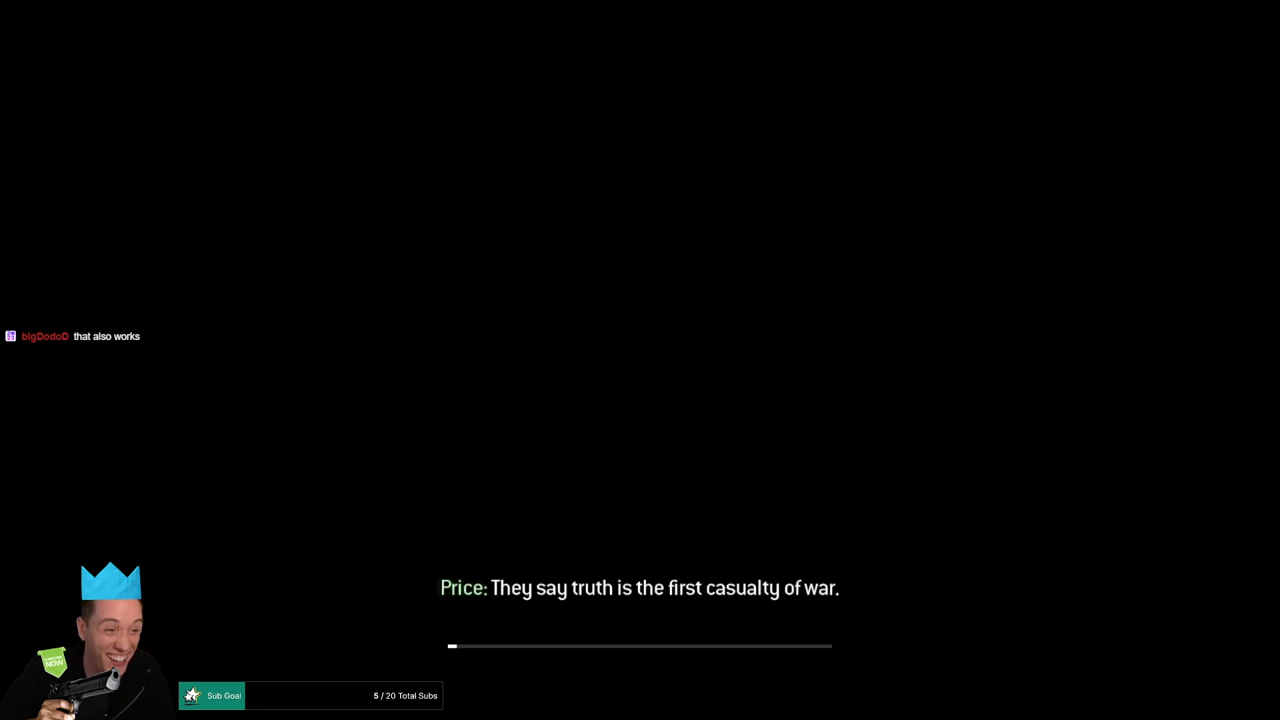 bigDodoD that also works
Price: They say truth is the first casualty of war.
NOW
Sub Goal 5 / 20 Total Subs